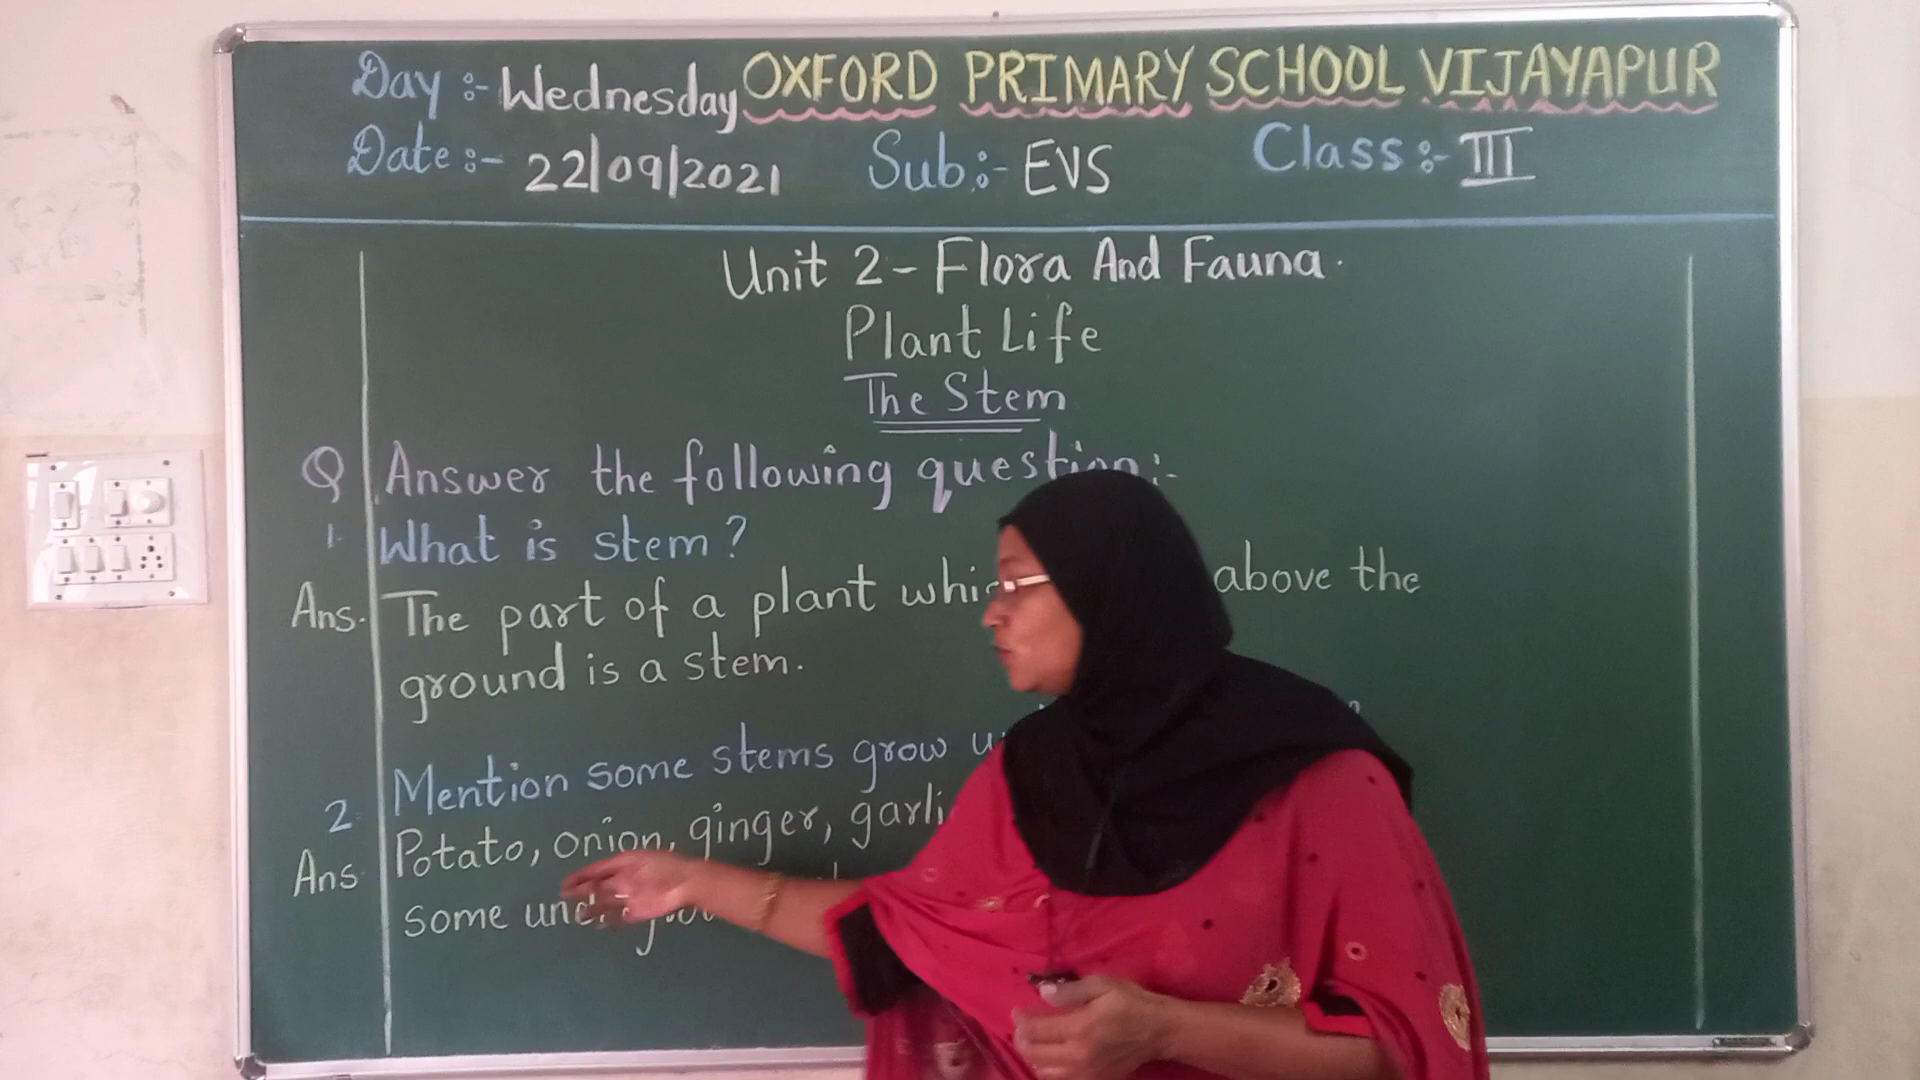 Day :- Wednesday OXFORD PRIMARY SCHOOL VIJAYAPUR
Date :- 22/09/2021 Sub :- EVS Class :- III
Unit 2 - Flora And Fauna.
Plant Life
The Stem
Q Answer the following question :-
1. What is stem ?
Ans. The part of a plant above the
ground is a stem.
2. Mention some stems grow ?
Ans. Potato, onion, ginger,
some